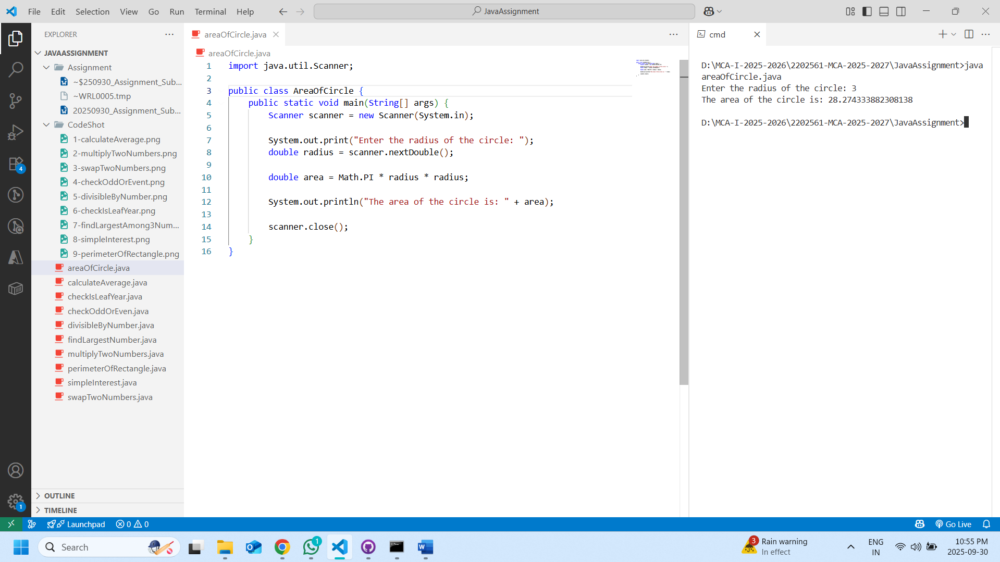 File Edit Selection View Go Run Terminal Help
JavaAssignment
EXPLORER
JAVAASSIGNMENT
Assignment
~$250930_Assignment_Sub...
~WRL0005.tmp
20250930_Assignment_Sub...
CodeShot
1-calculateAverage.png
2-multiplyTwoNumbers.png
3-swapTwoNumbers.png
4-checkOddOrEvent.png
5-divisibleByNumber.png
6-checkIsLeafYear.png
7-findLargestAmong3Num...
8-simpleInterest.png
9-perimeterOfRectangle.png
areaOfCircle.java
calculateAverage.java
checkIsLeafYear.java
checkOddOrEven.java
divisibleByNumber.java
findLargestNumber.java
multiplyTwoNumbers.java
perimeterOfRectangle.java
simpleInterest.java
swapTwoNumbers.java
OUTLINE
TIMELINE
4
1
areaOfCircle.java
areaOfCircle.java
1 import java.util.Scanner;
2
3 public class AreaOfCircle {
4 public static void main(String[] args) {
5 Scanner scanner = new Scanner(System.in);
6
7 System.out.print("Enter the radius of the circle: ");
8 double radius = scanner.nextDouble();
9
10 double area = Math.PI * radius * radius;
11
12 System.out.println("The area of the circle is: " + area);
13
14 scanner.close();
15 }
16 }
cmd
D:\MCA-I-2025-2026\2202561-MCA-2025-2027\JavaAssignment>java
areaOfCircle.java
Enter the radius of the circle: 3
The area of the circle is: 28.274333882308138
D:\MCA-I-2025-2026\2202561-MCA-2025-2027\JavaAssignment>
Launchpad 0 0
Go Live
Search
1
3
Rain warning
In effect
ENG
IN
10:55 PM
2025-09-30